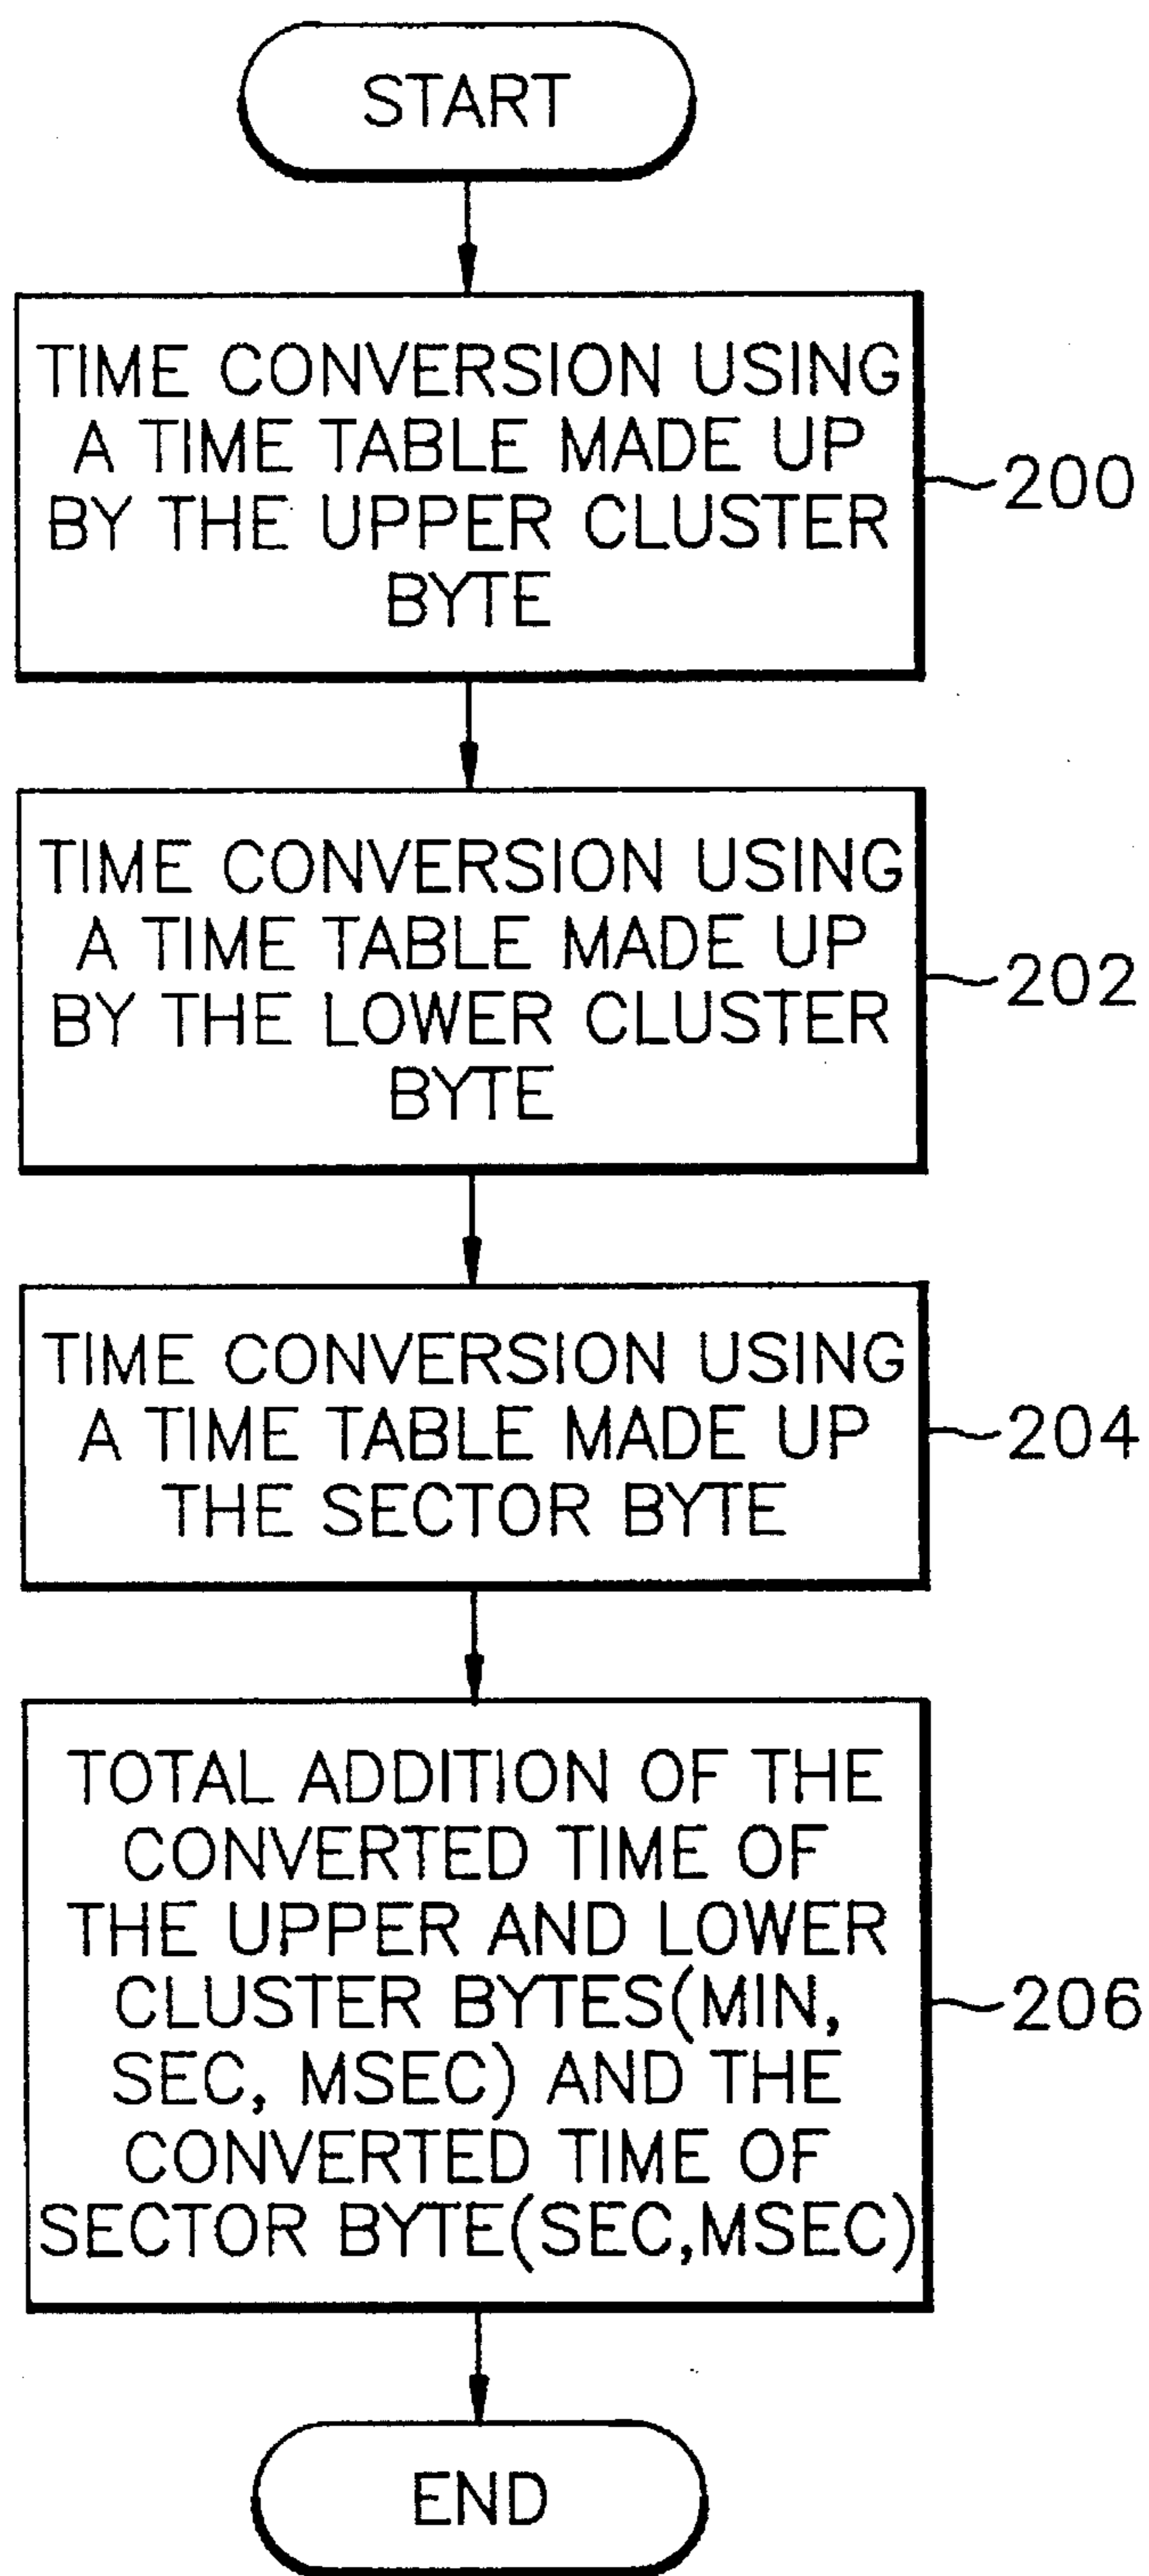 START
TIME CONVERSION USING
A TIME TABLE MADE UP
BY THE UPPER CLUSTER
BYTE
200
TIME CONVERSION USING
A TIME TABLE MADE UP
BY THE LOWER CLUSTER
BYTE
202
TIME CONVERSION USING
A TIME TABLE MADE UP
THE SECTOR BYTE
204
TOTAL ADDITION OF THE
CONVERTED TIME OF
THE UPPER AND LOWER
CLUSTER BYTES(MIN,
SEC, MSEC) AND THE
CONVERTED TIME OF
SECTOR BYTE(SEC,MSEC)
206
END